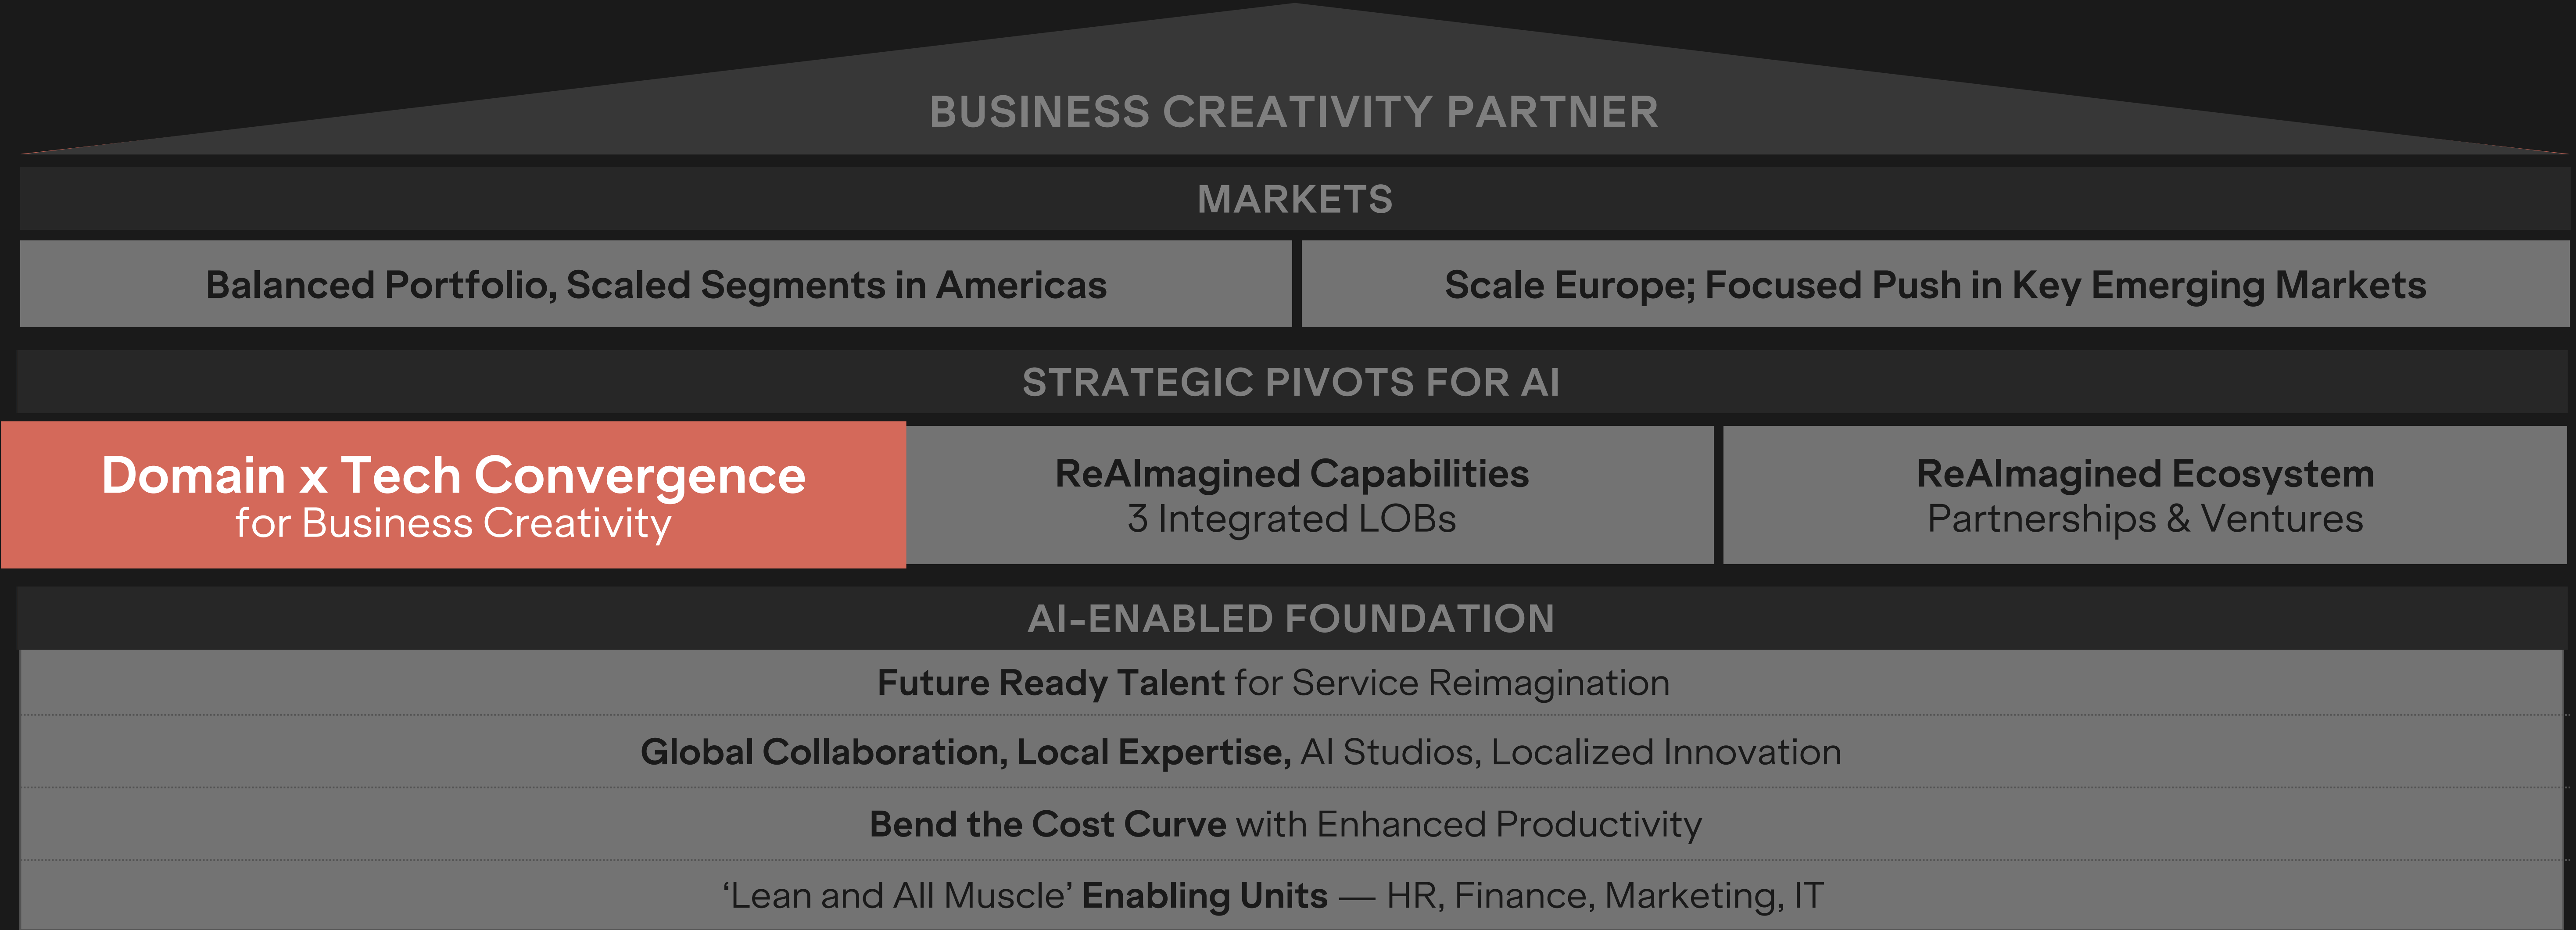 BUSINESS CREATIVITY PARTNER
MARKETS
Balanced Portfolio, Scaled Segments in Americas
Scale Europe; Focused Push in Key Emerging Markets
STRATEGIC PIVOTS FOR AI
Domain x Tech Convergence
for Business Creativity
ReAImagined Capabilities
3 Integrated LOBs
ReAImagined Ecosystem
Partnerships & Ventures
AI-ENABLED FOUNDATION
Future Ready Talent for Service Reimagination
Global Collaboration, Local Expertise, AI Studios, Localized Innovation
Bend the Cost Curve with Enhanced Productivity
‘Lean and All Muscle’ Enabling Units — HR, Finance, Marketing, IT